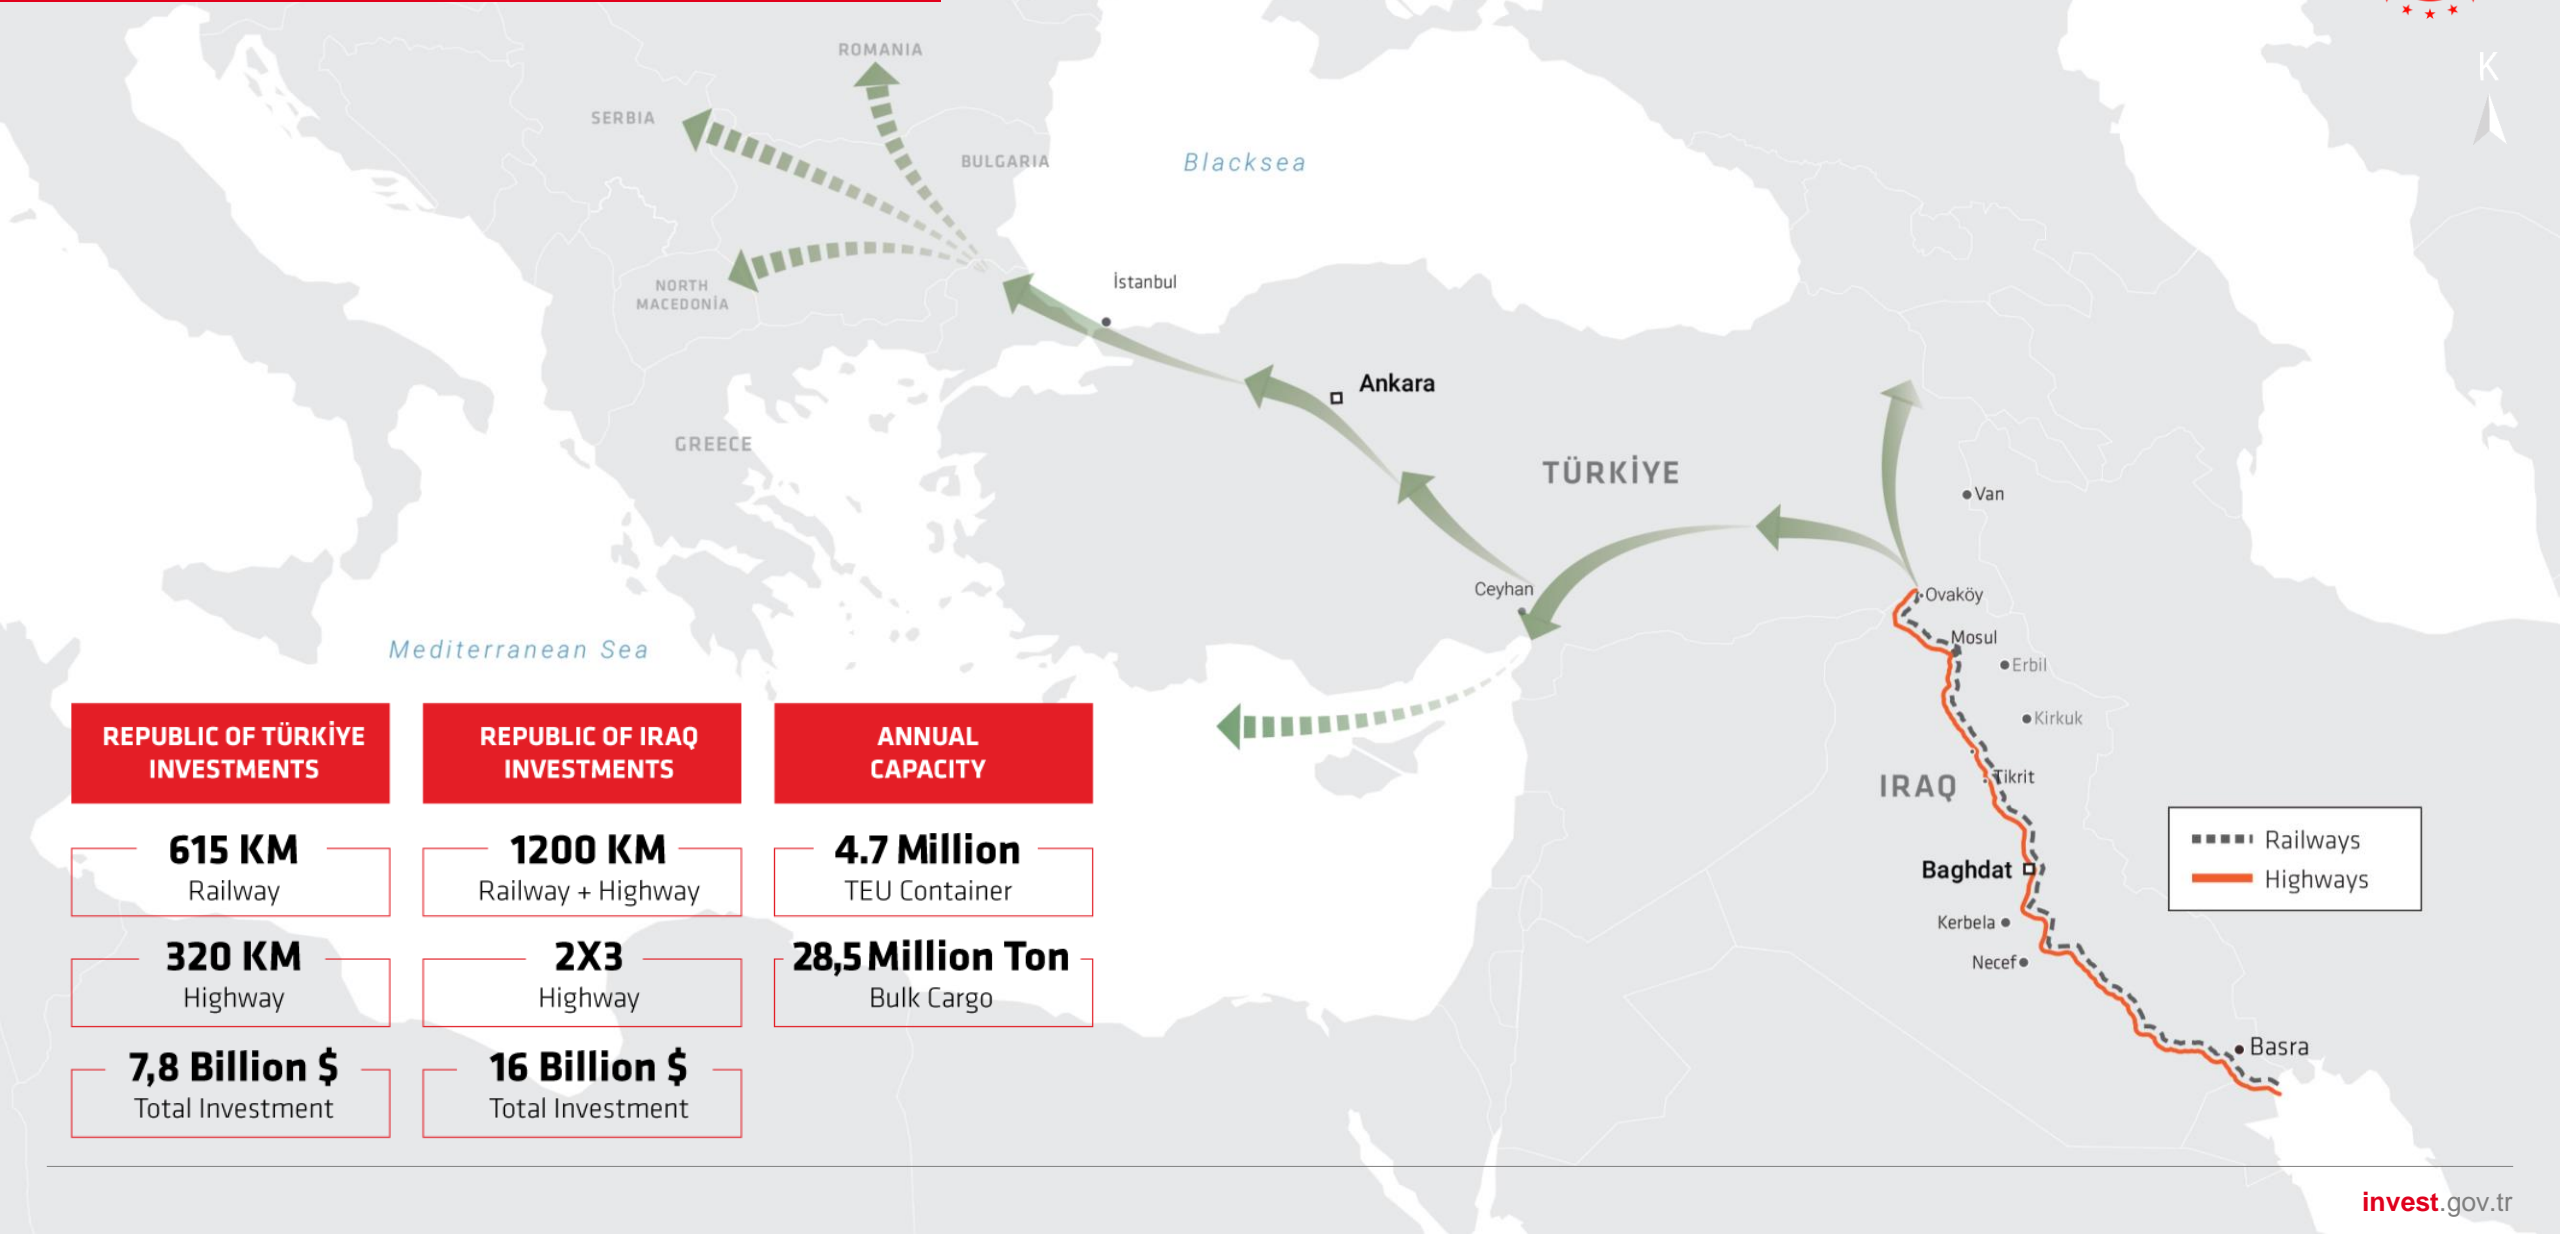 K
ROMANIA
SERBIA
BULGARIA
Blacksea
İstanbul
NORTH
MACEDONİA
Ankara
GREECE
TÜRKİYE
Van
Ceyhan
Ovaköy
Mosul
Mediterranean Sea
Erbil
Kirkuk
Tikrit
IRAQ
Baghdat
Kerbela
Necef
Basra
Railways
Highways
REPUBLIC OF TÜRKİYE
INVESTMENTS
615 KM
Railway
320 KM
Highway
7,8 Billion $
Total Investment
REPUBLIC OF IRAQ
INVESTMENTS
1200 KM
Railway + Highway
2X3
Highway
16 Billion $
Total Investment
ANNUAL
CAPACITY
4.7 Million
TEU Container
28,5 Million Ton
Bulk Cargo
invest.gov.tr